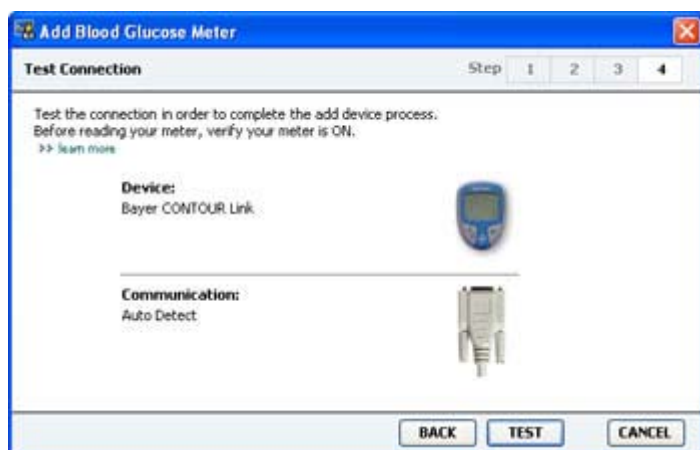 Add Blood Glucose Meter
Test Connection Step 1 2 3 4
Test the connection in order to complete the add device process.
Before reading your meter, verify your meter is ON.
>> learn more
Device:
Bayer CONTOUR Link
Communication:
Auto Detect
BACK TEST CANCEL